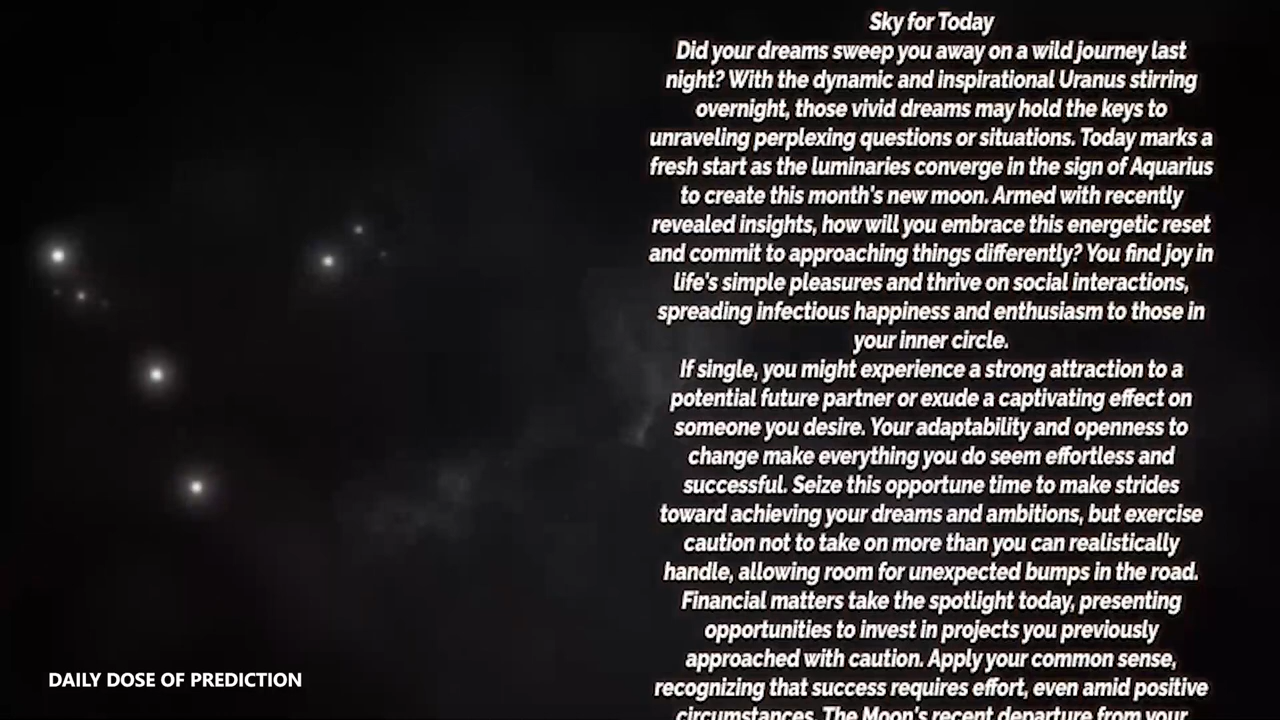 Sky for Today
Did your dreams sweep you away on a wild journey last
night? With the dynamic and inspirational Uranus stirring
overnight, those vivid dreams may hold the keys to
unraveling perplexing questions or situations. Today marks a
fresh start as the luminaries converge in the sign of Aquarius
to create this month's new moon. Armed with recently
revealed insights, how will you embrace this energetic reset
and commit to approaching things differently? You find joy in
life's simple pleasures and thrive on social interactions,
spreading infectious happiness and enthusiasm to those in
your inner circle.
If single, you might experience a strong attraction to a
potential future partner or exude a captivating effect on
someone you desire. Your adaptability and openness to
change make everything you do seem effortless and
successful. Seize this opportune time to make strides
toward achieving your dreams and ambitions, but exercise
caution not to take on more than you can realistically
handle, allowing room for unexpected bumps in the road.
Financial matters take the spotlight today, presenting
opportunities to invest in projects you previously
approached with caution. Apply your common sense,
recognizing that success requires effort, even amid positive
circumstances. The Moon's recent departure from your
DAILY DOSE OF PREDICTION